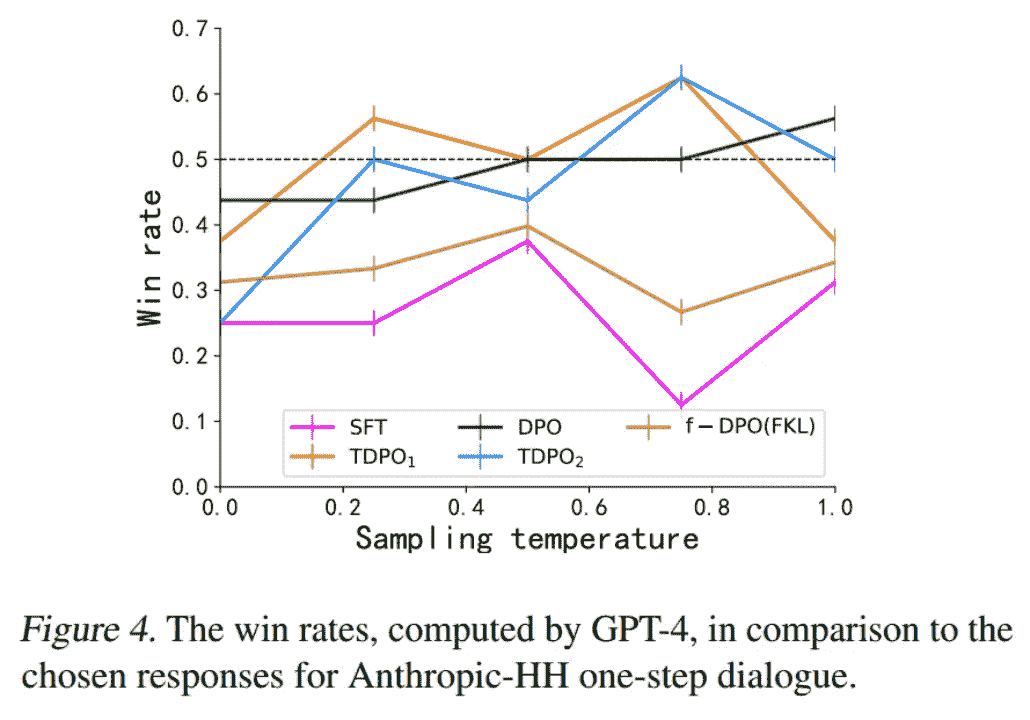 0.7
0.6
0.5
0.4
0.3
0.2
0.1
0.0
Win rate
SFT DPO f-DPO(FKL)
TDPO₁ TDPO₂
0.0 0.2 0.4 0.6 0.8 1.0
Sampling temperature
Figure 4. The win rates, computed by GPT-4, in comparison to the
chosen responses for Anthropic-HH one-step dialogue.